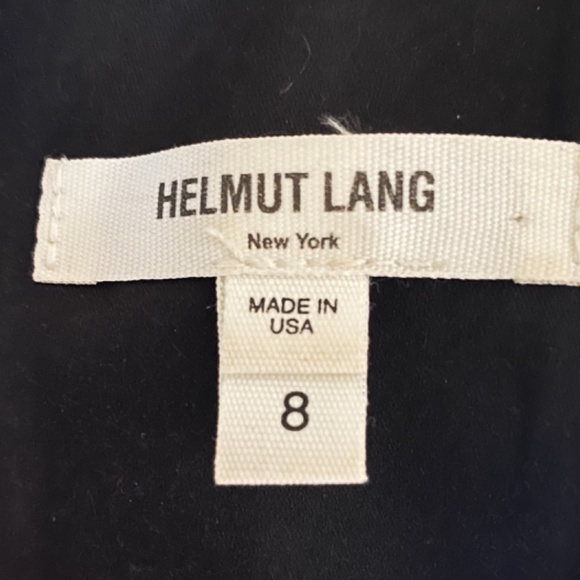 HELMUT LANG
New York
MADE IN
USA
8